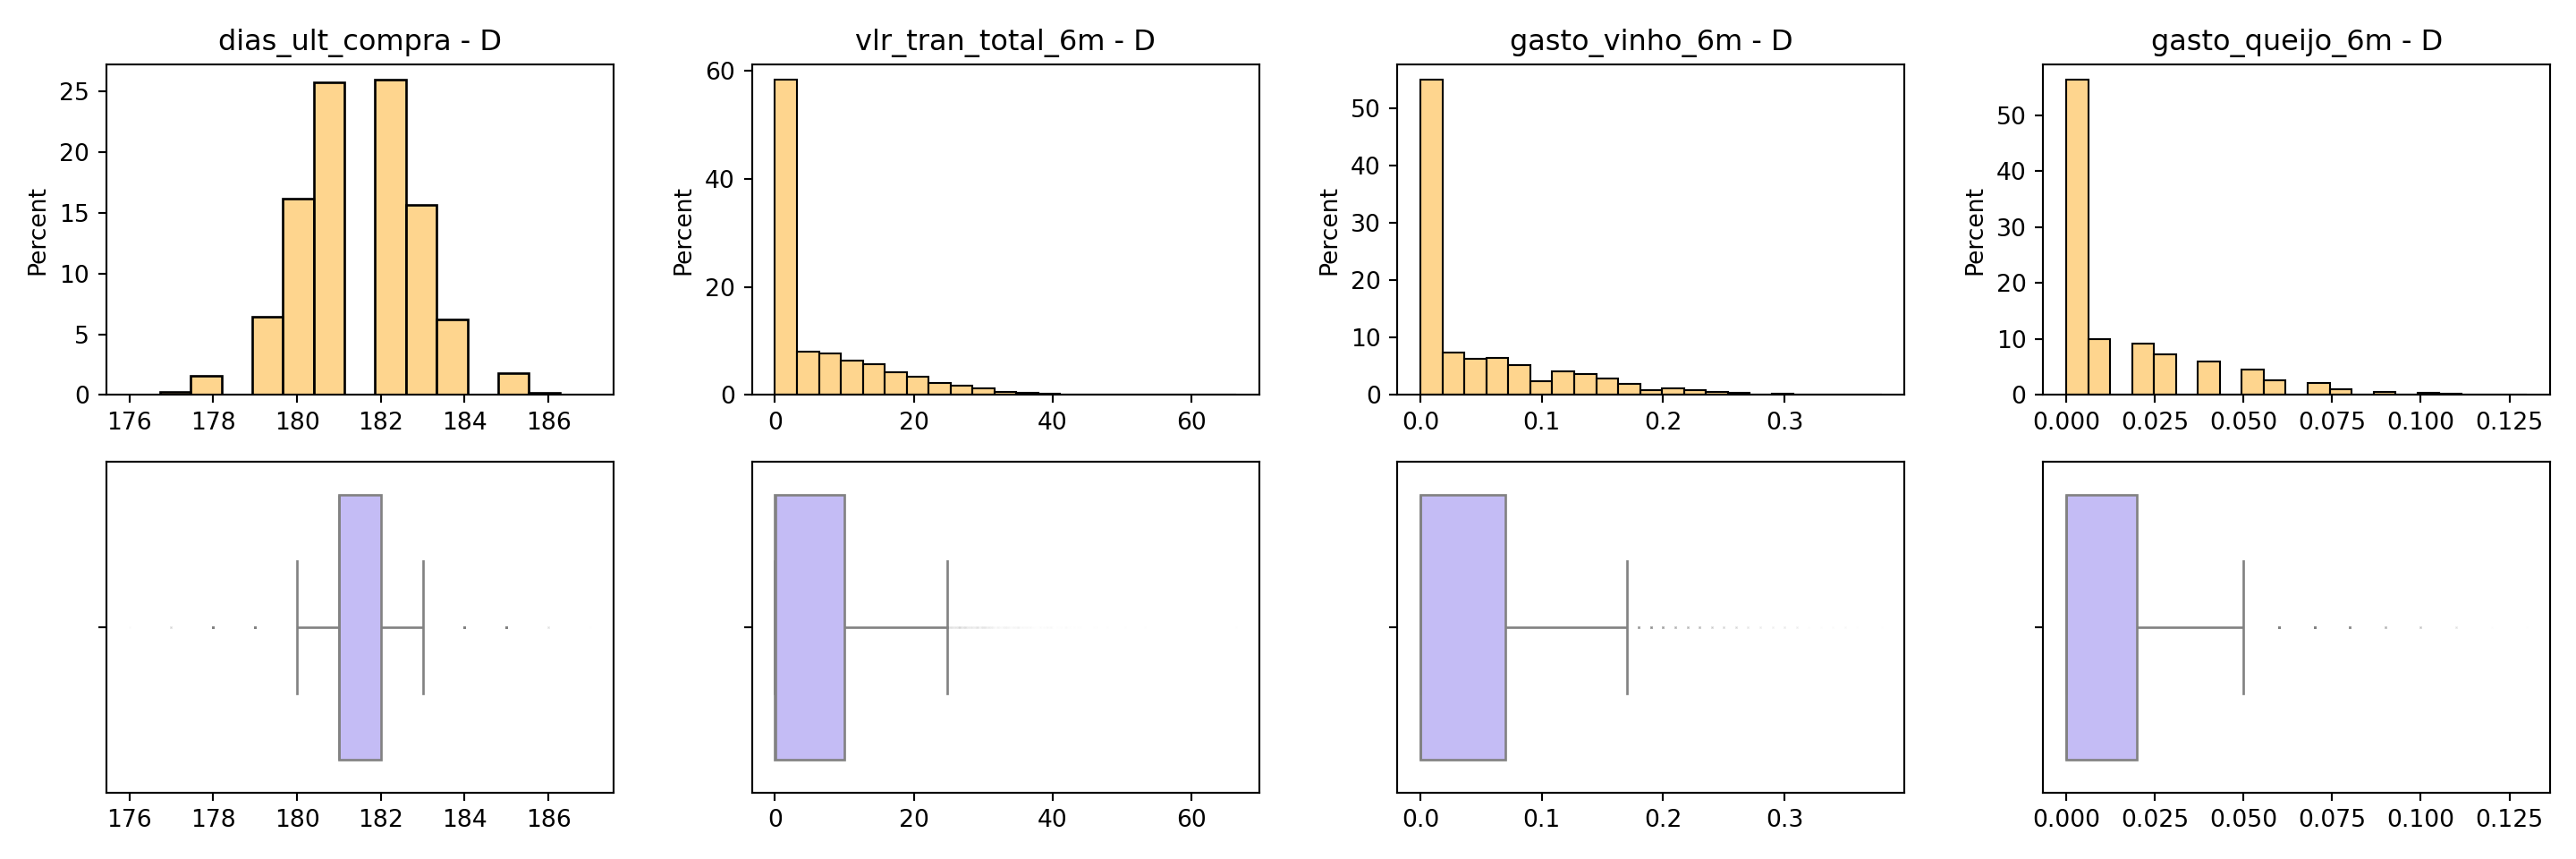 dias_ult_compra - D
vlr_tran_total_6m - D
gasto_vinho_6m - D
gasto_queijo_6m - D
Percent
25
20
15
10
5
0
176 178 180 182 184 186
Percent
60
40
20
0
0 20 40 60
Percent
50
40
30
20
10
0
0.0 0.1 0.2 0.3
Percent
50
40
30
20
10
0
0.000 0.025 0.050 0.075 0.100 0.125
176 178 180 182 184 186
0 20 40 60
0.0 0.1 0.2 0.3
0.000 0.025 0.050 0.075 0.100 0.125